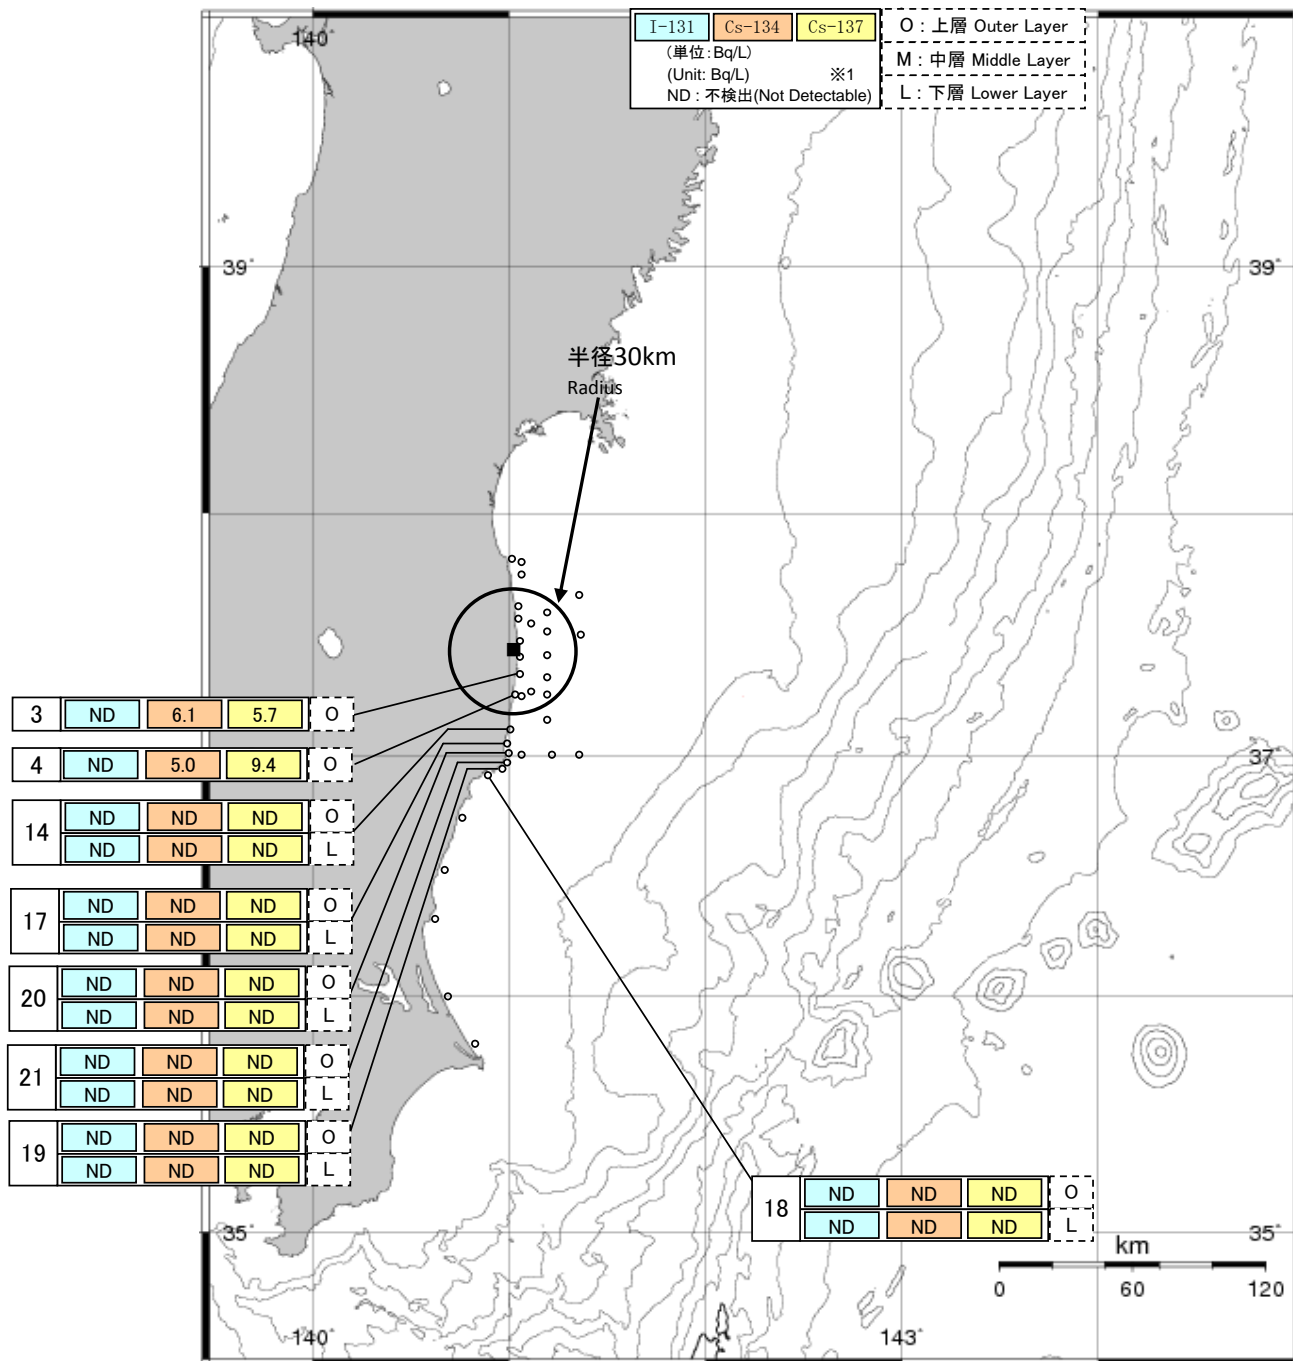 140°
I-131 Cs-134 Cs-137
(単位:Bq/L)
(Unit: Bq/L) ※1
ND : 不検出(Not Detectable)
O : 上層 Outer Layer
M : 中層 Middle Layer
L : 下層 Lower Layer
39° 39°
半径30km
Radius
3 ND 6.1 5.7 O
4 ND 5.0 9.4 O
37°
14 ND ND ND O
ND ND ND L
17 ND ND ND O
ND ND ND L
20 ND ND ND O
ND ND ND L
21 ND ND ND O
ND ND ND L
19 ND ND ND O
ND ND ND L
18 ND ND ND O
ND ND ND L
35° 35°
km
0 60 120
140° 143°